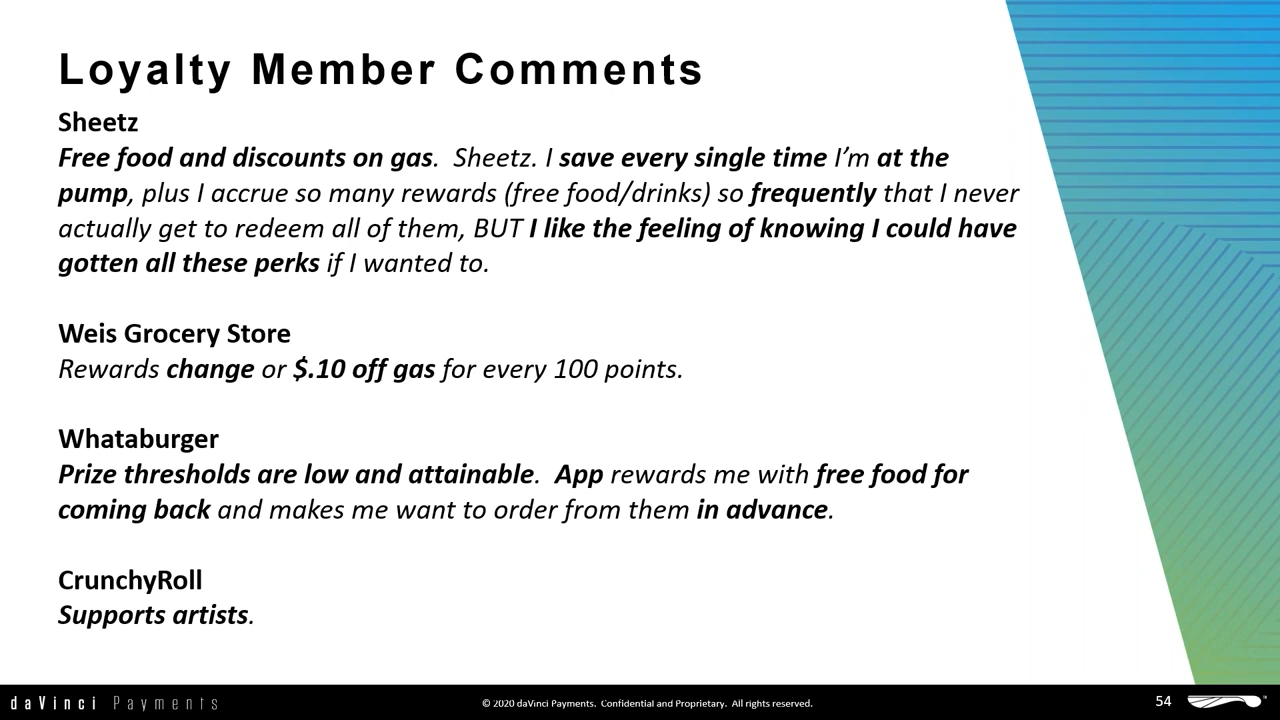 Loyalty Member Comments
Sheetz
Free food and discounts on gas.  Sheetz. I save every single time I’m at the
pump, plus I accrue so many rewards (free food/drinks) so frequently that I never
actually get to redeem all of them, BUT I like the feeling of knowing I could have
gotten all these perks if I wanted to.
Weis Grocery Store
Rewards change or $.10 off gas for every 100 points.
Whataburger
Prize thresholds are low and attainable.  App rewards me with free food for
coming back and makes me want to order from them in advance.
CrunchyRoll
Supports artists.
daVinci Payments
© 2020 daVinci Payments.  Confidential and Proprietary.  All rights reserved.
54
™